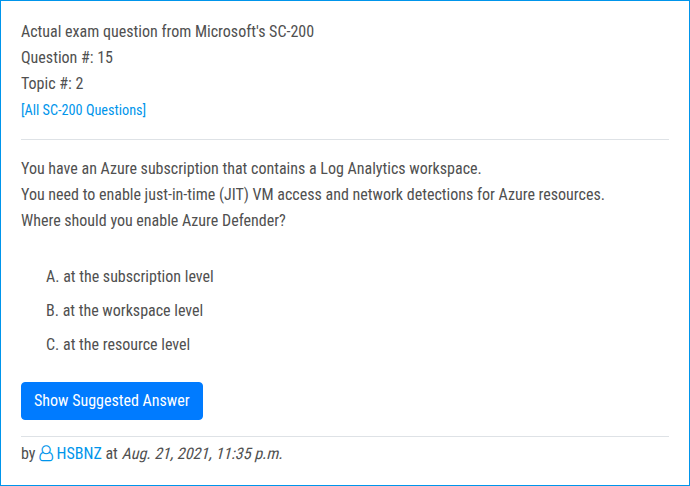 Actual exam question from Microsoft's SC-200
Question #: 15
Topic #: 2
[All SC-200 Questions]
You have an Azure subscription that contains a Log Analytics workspace.
You need to enable just-in-time (JIT) VM access and network detections for Azure resources.
Where should you enable Azure Defender?
A. at the subscription level
B. at the workspace level
C. at the resource level
Show Suggested Answer
by HSBNZ at Aug. 21, 2021, 11:35 p.m.